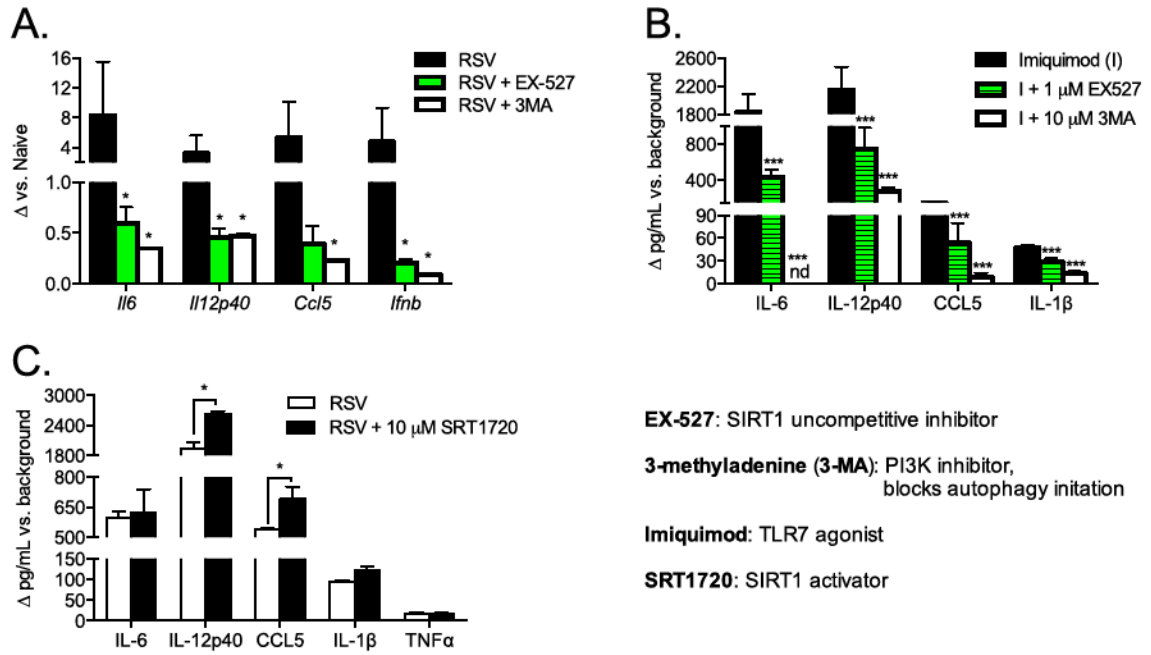 A.
16
12
8
4
1.0
0.5
0.0
Δ vs. Naive
RSV
RSV + EX-527
RSV + 3MA
* * * * * * *
Il6 Il12p40 Ccl5 Ifnb
B.
2600
2200
1800
800
400
90
60
30
0
Δ pg/mL vs. background
Imiquimod (I)
I + 1 μM EX527
I + 10 μM 3MA
*** *** nd *** *** *** *** *** ***
IL-6 IL-12p40 CCL5 IL-1β
C.
3000
2400
1800
800
650
500
150
100
50
0
Δ pg/mL vs. background
RSV
RSV + 10 μM SRT1720
* *
IL-6 IL-12p40 CCL5 IL-1β TNFα
EX-527: SIRT1 uncompetitive inhibitor
3-methyladenine (3-MA): PI3K inhibitor,
blocks autophagy initation
Imiquimod: TLR7 agonist
SRT1720: SIRT1 activator